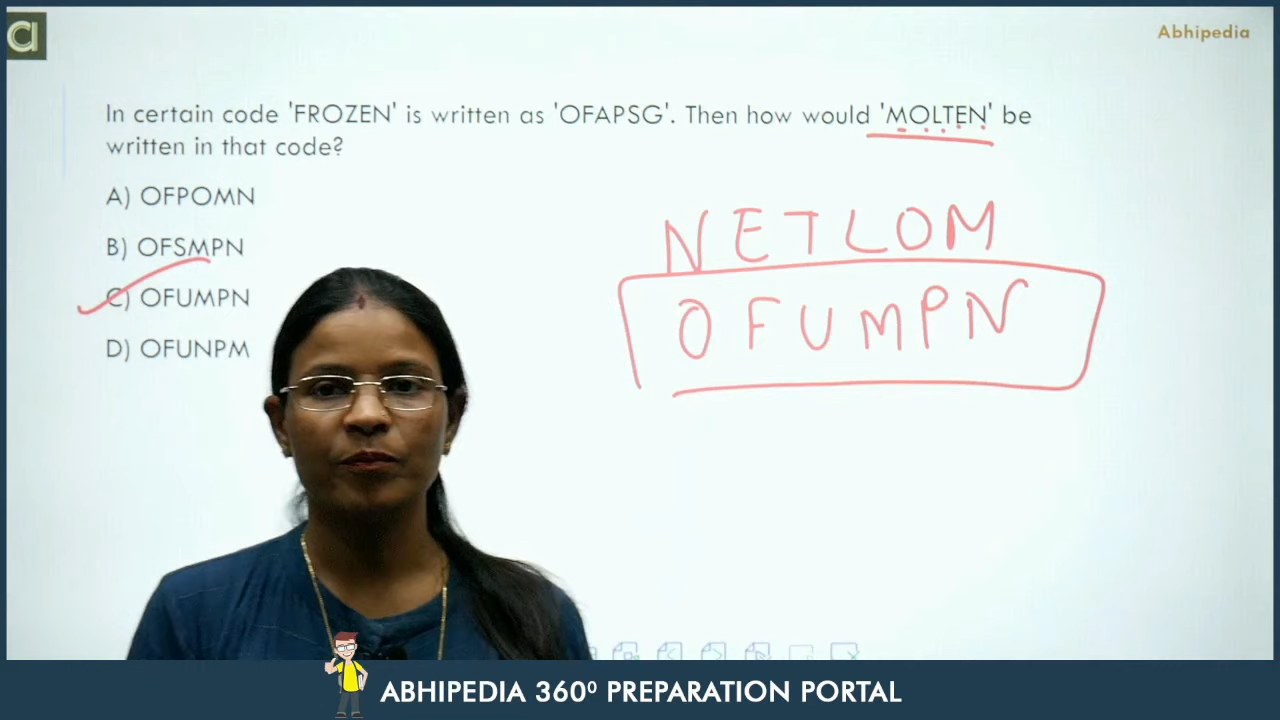 a
Abhipedia
In certain code 'FROZEN' is written as 'OFAPSG'. Then how would 'MOLTEN' be
written in that code?
A) OFPOMN
B) OFSMPN
C) OFUMPN
D) OFUNPM
NETLOM
OFUMPN
ABHIPEDIA 360⁰ PREPARATION PORTAL